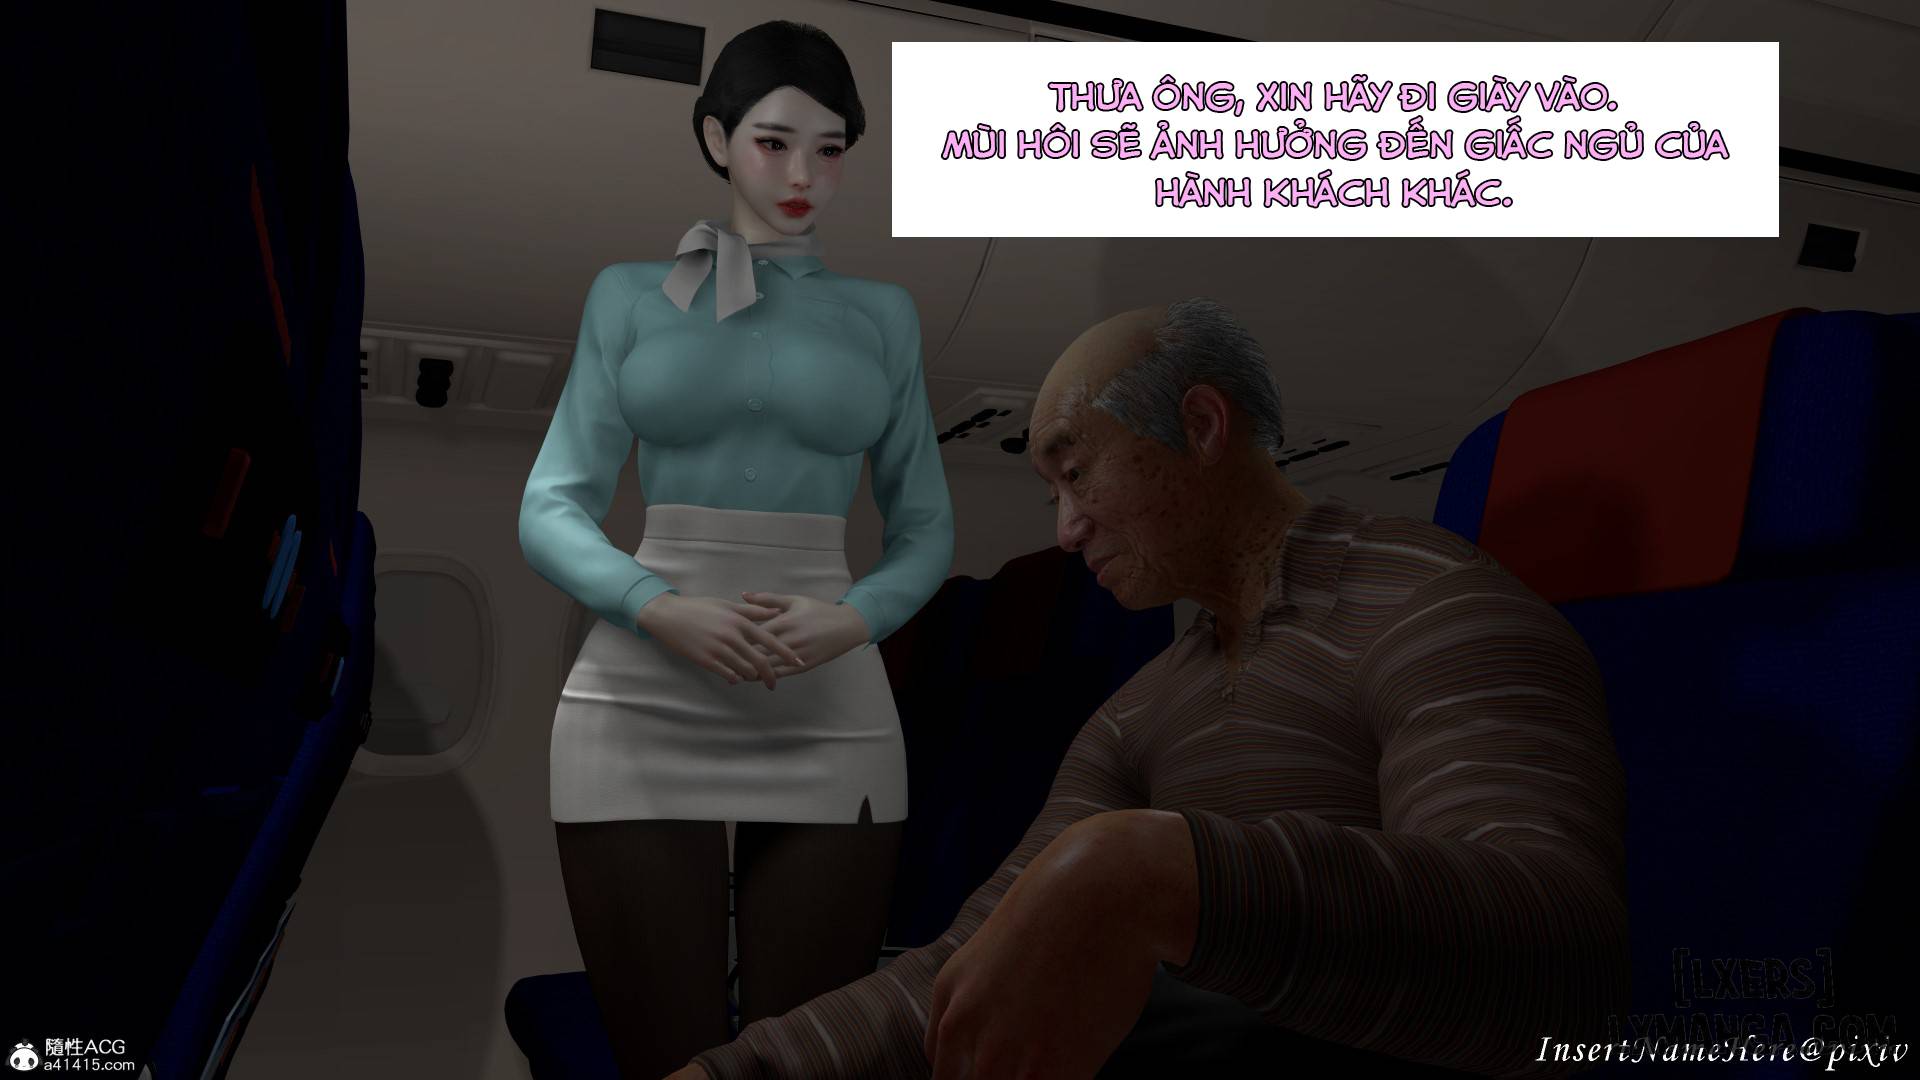 THƯA ÔNG, XIN HÃY ĐI GIÀY VÀO.
MÙI HÔI SẼ ẢNH HƯỞNG ĐẾN GIẤC NGỦ CỦA
HÀNH KHÁCH KHÁC.
[LXERS]
LXMANGA.COM
InsertNameHere@pixiv
隨性ACG
a41415.com